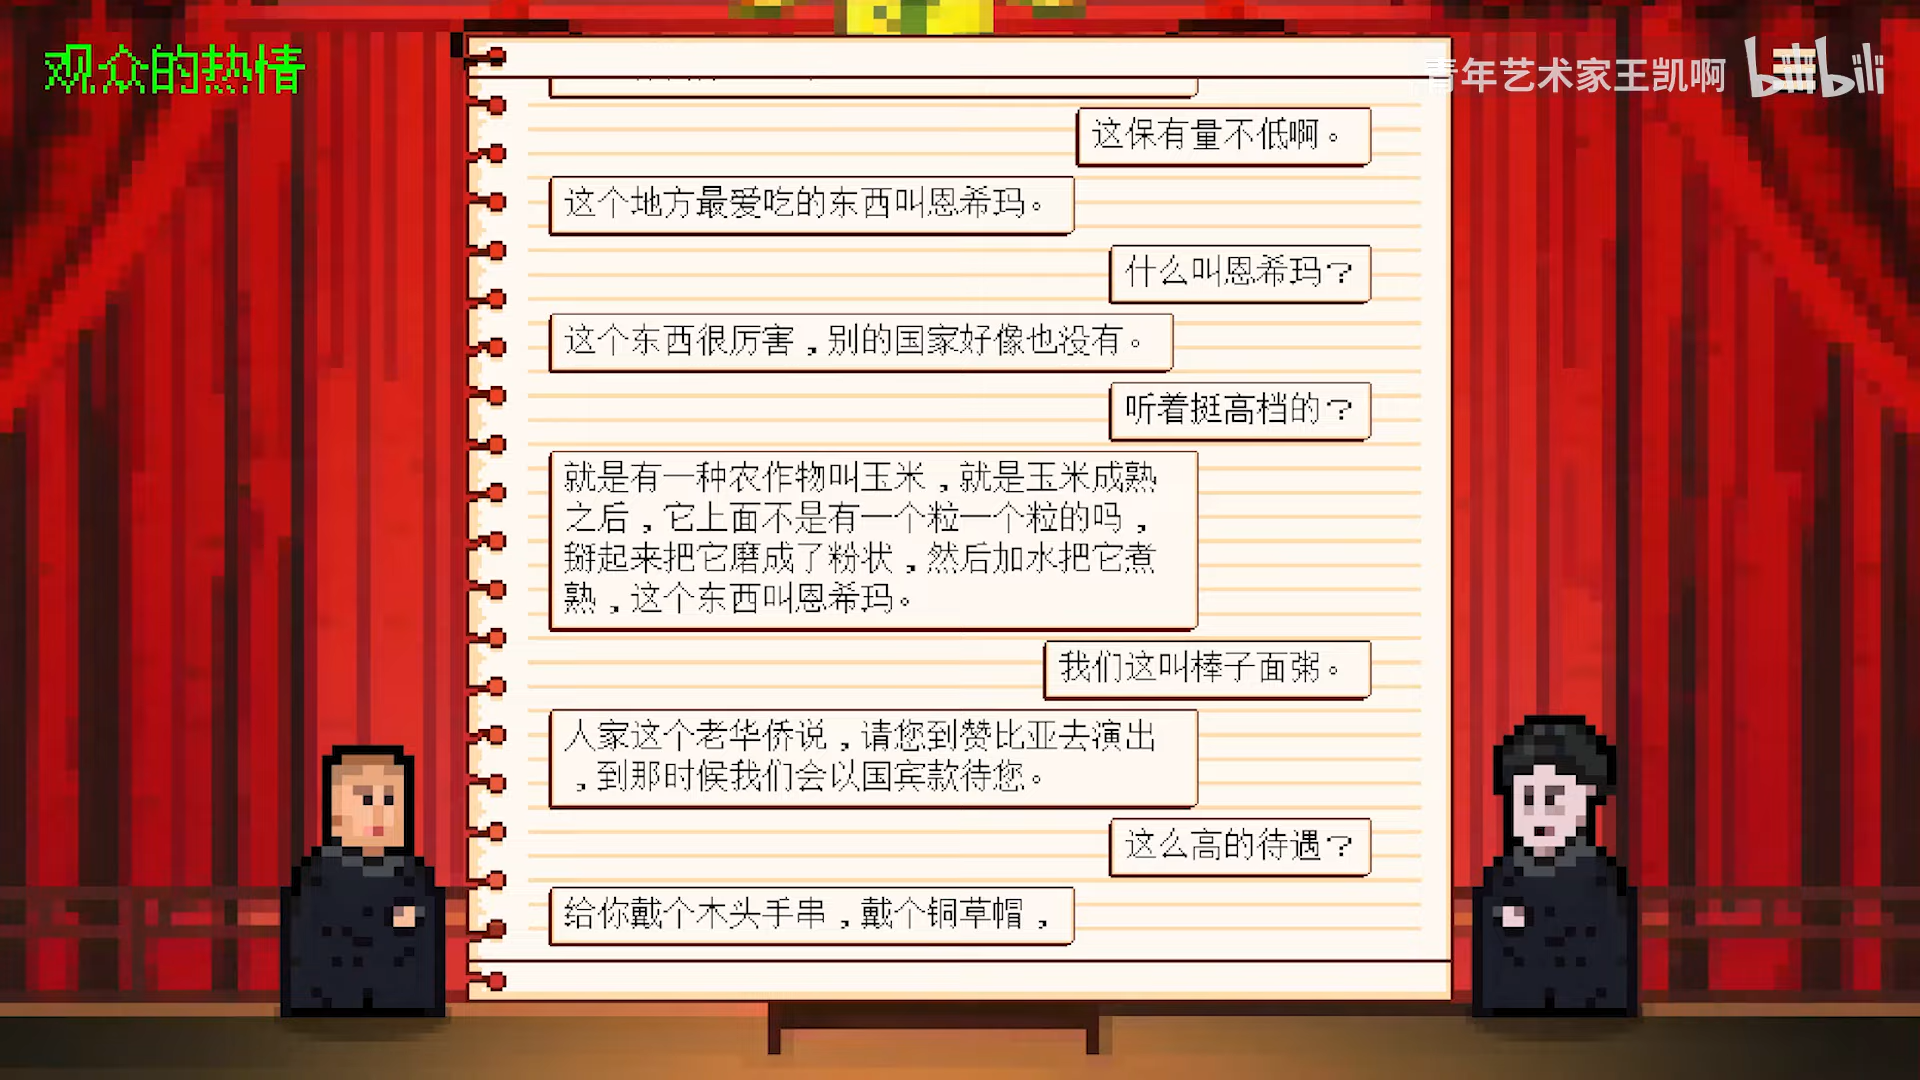 观众的热情
青年艺术家王凯啊 bilibili
这保有量不低啊。
这个地方最爱吃的东西叫恩希玛。
什么叫恩希玛？
这个东西很厉害，别的国家好像也没有。
听着挺高档的？
就是有一种农作物叫玉米，就是玉米成熟
之后，它上面不是有一个粒一个粒的吗，
掰起来把它磨成了粉状，然后加水把它煮
熟，这个东西叫恩希玛。
我们这叫棒子面粥。
人家这个老华侨说，请您到赞比亚去演出
，到那时候我们会以国宾款待您。
这么高的待遇？
给你戴个木头手串，戴个铜草帽，